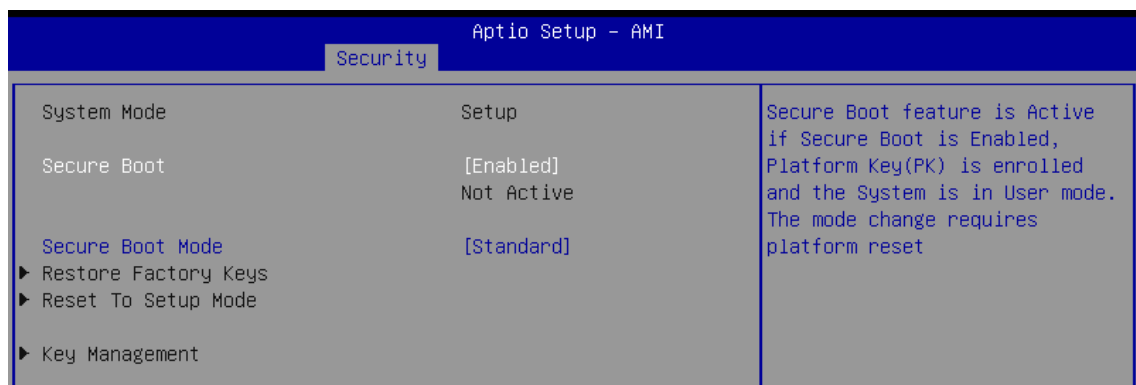 Aptio Setup – AMI
Security
System Mode Setup
Secure Boot [Enabled]
Not Active
Secure Boot Mode [Standard]
▶ Restore Factory Keys
▶ Reset To Setup Mode
▶ Key Management
Secure Boot feature is Active
if Secure Boot is Enabled,
Platform Key(PK) is enrolled
and the System is in User mode.
The mode change requires
platform reset